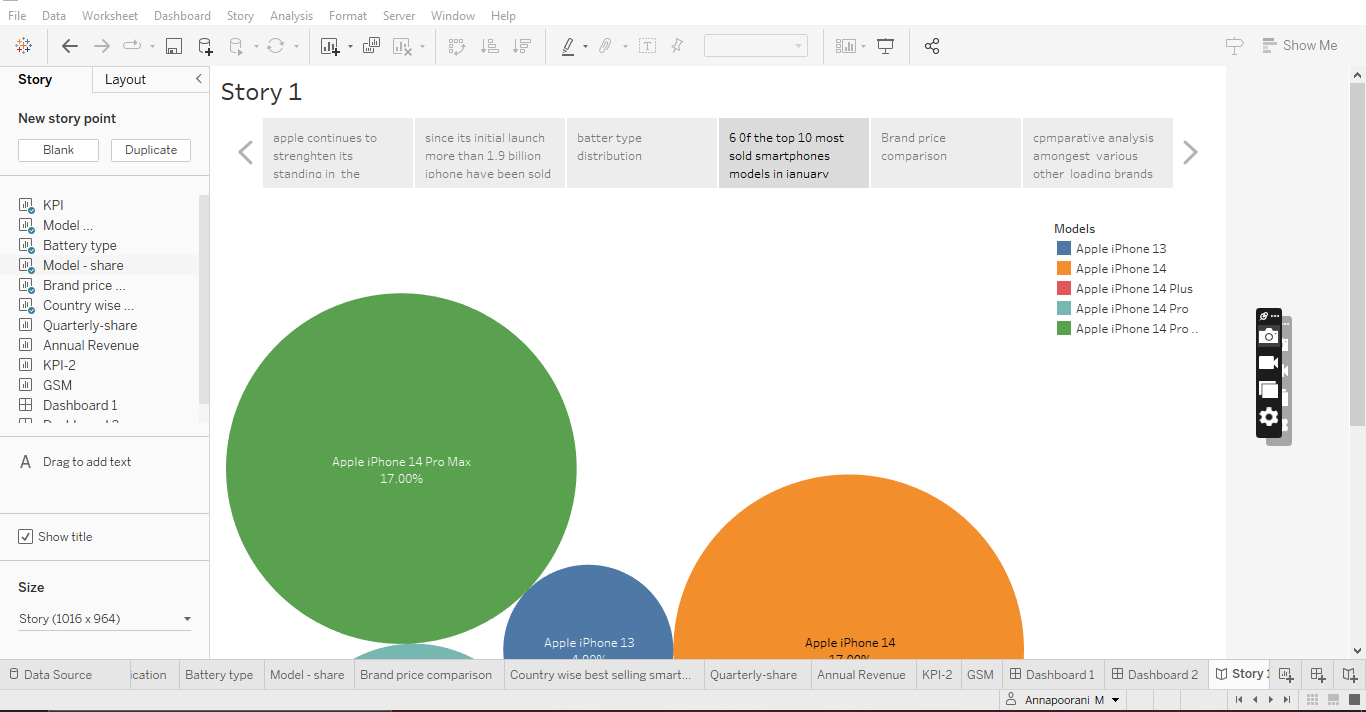 File Data Worksheet Dashboard Story Analysis Format Server Window Help
Show Me
Story Layout
New story point
Blank Duplicate
KPI
Model ...
Battery type
Model - share
Brand price ...
Country wise ...
Quarterly-share
Annual Revenue
KPI-2
GSM
Dashboard 1
A Drag to add text
Show title
Size
Story (1016 x 964)
Story 1
apple continues to
strenghten its
standing in the
since its initial launch
more than 1.9 billion
iphone have been sold
batter type
distribution
6 0f the top 10 most
sold smartphones
models in january
Brand price
comparison
cpmparative analysis
amongest various
other loading brands
Models
Apple iPhone 13
Apple iPhone 14
Apple iPhone 14 Plus
Apple iPhone 14 Pro
Apple iPhone 14 Pro ..
Apple iPhone 14 Pro Max
17.00%
Apple iPhone 13
4.00%
Apple iPhone 14
17.00%
Data Source ication Battery type Model - share Brand price comparison Country wise best selling smart... Quarterly-share Annual Revenue KPI-2 GSM Dashboard 1 Dashboard 2 Story 1
Annapoorani M